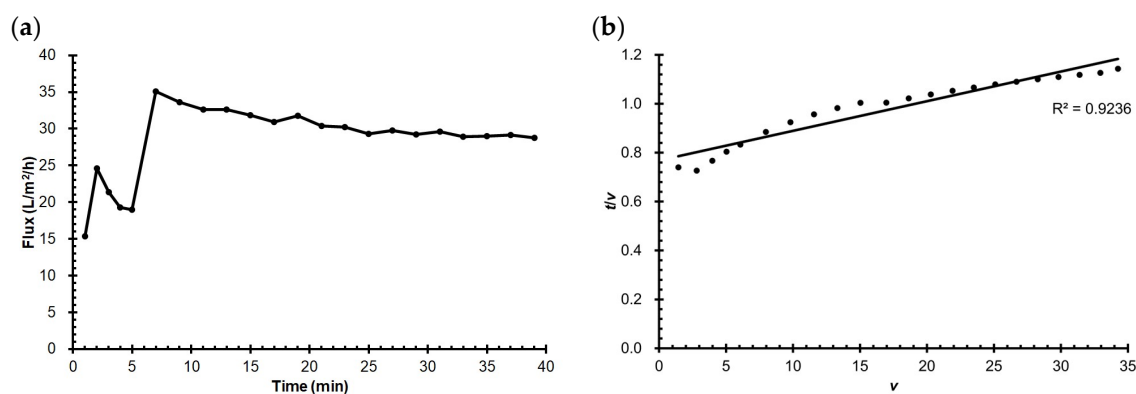 (a)
Flux (L/m²/h)
40
35
30
25
20
15
10
5
0
0 5 10 15 20 25 30 35 40
Time (min)
(b)
t/v
1.2
1.0
0.8
0.6
0.4
0.2
0.0
R² = 0.9236
0 5 10 15 20 25 30 35
v